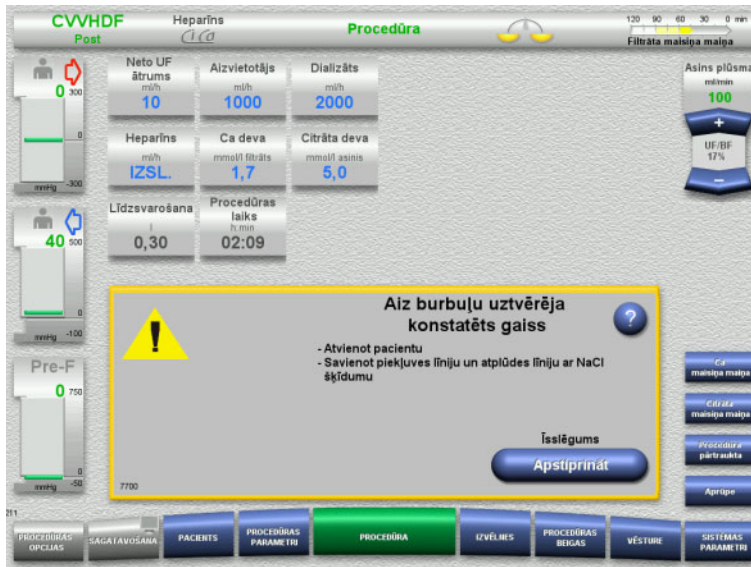 CVVHDF
Post
Heparīns
Ci Ca
Procedūra
120 90 60 30 0 min
Filtrāta maisiņa maiņa
0 300
0
mmHg -300
40 500
0
mmHg -100
Pre-F
0 750
0
mmHg -50
Neto UF
ātrums
ml/h
10
Aizvietotājs
ml/h
1000
Dializāts
ml/h
2000
Heparīns
ml/h
IZSL.
Ca deva
mmol/l filtrāts
1,7
Citrāta deva
mmol/l asinis
5,0
Līdzsvarošana
l
0,30
Procedūras
laiks
h:min
02:09
Asins plūsma
ml/min
100
+
UF/BF
17%
−
!
Aiz burbuļu uztvērēja
konstatēts gaiss
?
- Atvienot pacientu
- Savienot piekļuves līniju un atplūdes līniju ar NaCl
šķīdumu
Īsslēgums
Apstiprināt
7700
Ca
maisiņa maiņa
Citrāta
maisiņa maiņa
Procedūra
pārtraukta
Aprūpe
211
PROCEDŪRAS
OPCIJAS
SAGATAVOŠANA
PACIENTS
PROCEDŪRAS
PARAMETRI
PROCEDŪRA
IZVĒLNES
PROCEDŪRAS
BEIGAS
VĒSTURE
SISTĒMAS
PARAMETRI